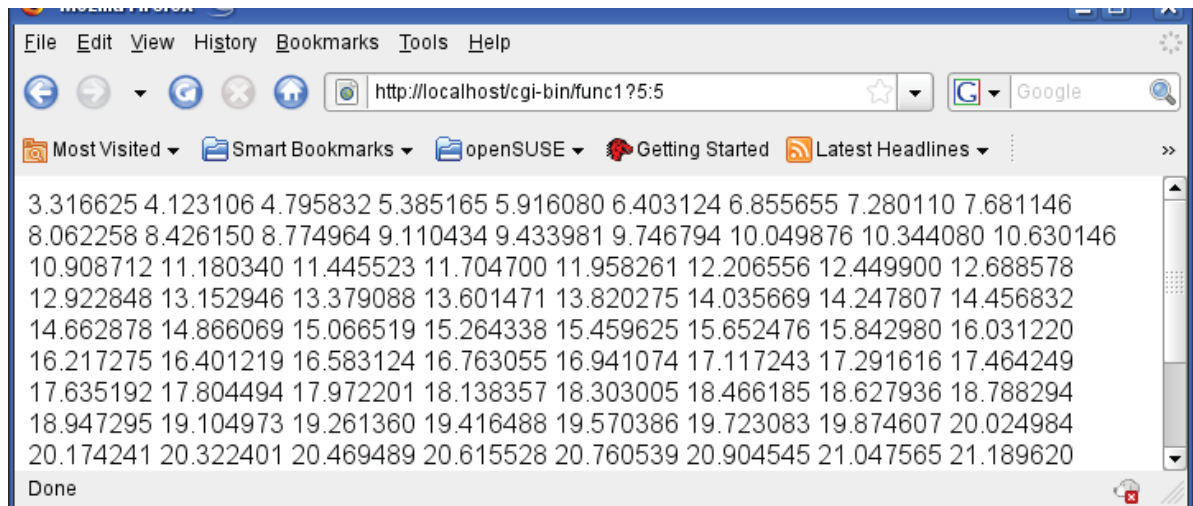 Mozilla Firefox
File Edit View History Bookmarks Tools Help
http://localhost/cgi-bin/func1?5:5 G Google
Most Visited Smart Bookmarks openSUSE Getting Started Latest Headlines »
3.316625 4.123106 4.795832 5.385165 5.916080 6.403124 6.855655 7.280110 7.681146
8.062258 8.426150 8.774964 9.110434 9.433981 9.746794 10.049876 10.344080 10.630146
10.908712 11.180340 11.445523 11.704700 11.958261 12.206556 12.449900 12.688578
12.922848 13.152946 13.379088 13.601471 13.820275 14.035669 14.247807 14.456832
14.662878 14.866069 15.066519 15.264338 15.459625 15.652476 15.842980 16.031220
16.217275 16.401219 16.583124 16.763055 16.941074 17.117243 17.291616 17.464249
17.635192 17.804494 17.972201 18.138357 18.303005 18.466185 18.627936 18.788294
18.947295 19.104973 19.261360 19.416488 19.570386 19.723083 19.874607 20.024984
20.174241 20.322401 20.469489 20.615528 20.760539 20.904545 21.047565 21.189620
Done